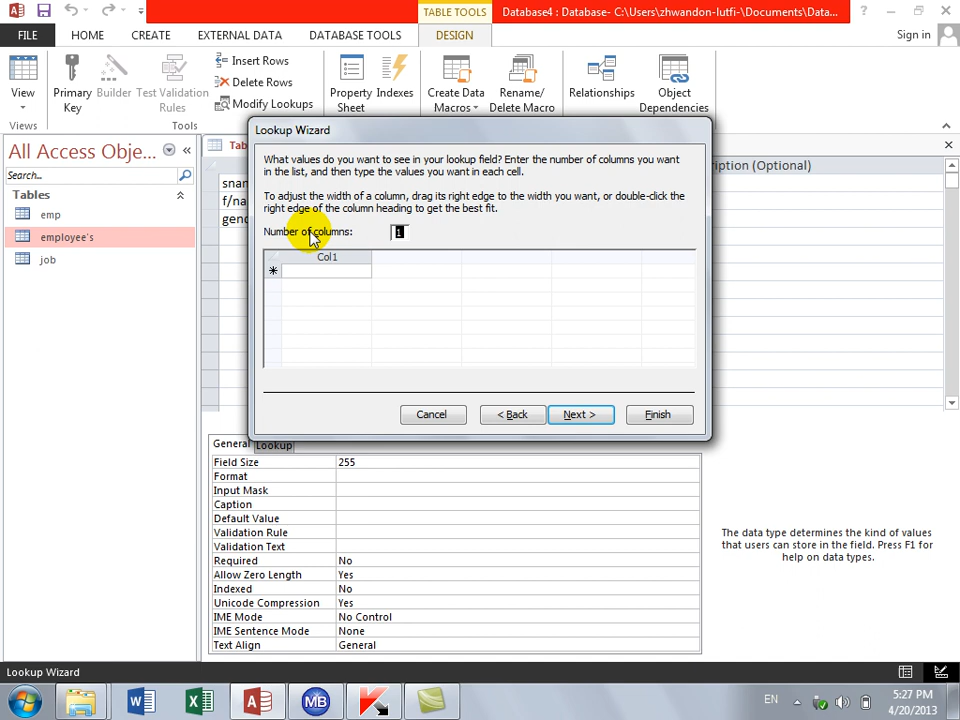 TABLE TOOLS
Database4 : Database- C:\Users\zhwandon-lutfi-\Documents\Data...
FILE HOME CREATE EXTERNAL DATA DATABASE TOOLS DESIGN Sign in
View
Views
Primary Key
Builder
Test Validation Rules
Insert Rows
Delete Rows
Modify Lookups
Tools
Property Sheet
Indexes
Create Data Macros
Rename/ Delete Macro
Relationships
Object Dependencies
All Access Obje...
Search...
Tables
emp
employee's
job
Tab
ription (Optional)
sna
f/na
gen
Lookup Wizard
What values do you want to see in your lookup field? Enter the number of columns you want
in the list, and then type the values you want in each cell.
To adjust the width of a column, drag its right edge to the width you want, or double-click the
right edge of the column heading to get the best fit.
Number of columns: 1
Col1
Cancel < Back Next > Finish
General Lookup
Field Size 255
Format
Input Mask
Caption
Default Value
Validation Rule
Validation Text
Required No
Allow Zero Length Yes
Indexed No
Unicode Compression Yes
IME Mode No Control
IME Sentence Mode None
Text Align General
The data type determines the kind of values
that users can store in the field. Press F1 for
help on data types.
Lookup Wizard
MB
EN
5:27 PM
4/20/2013